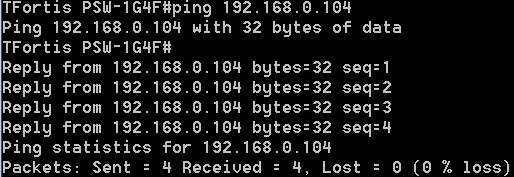 TFortis PSW-1G4F#ping 192.168.0.104
Ping 192.168.0.104 with 32 bytes of data
TFortis PSW-1G4F#
Reply from 192.168.0.104 bytes=32 seq=1
Reply from 192.168.0.104 bytes=32 seq=2
Reply from 192.168.0.104 bytes=32 seq=3
Reply from 192.168.0.104 bytes=32 seq=4
Ping statistics for 192.168.0.104
Packets: Sent = 4 Received = 4, Lost = 0 (0 % loss)